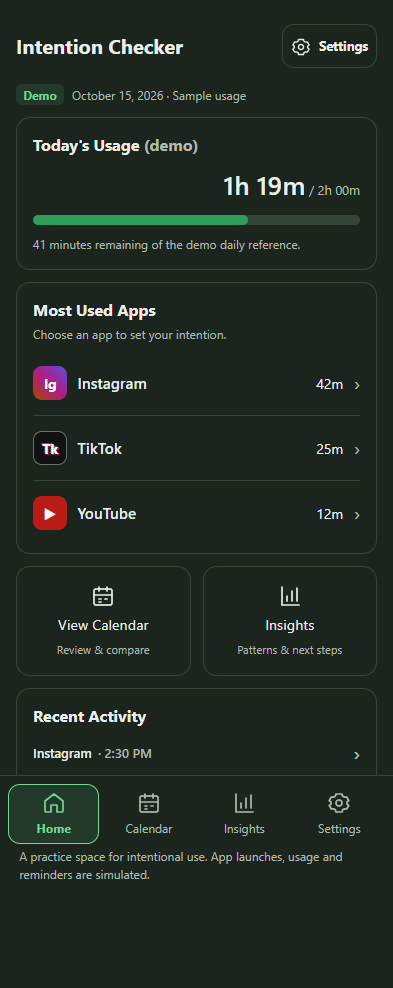 Intention Checker
Settings
Demo October 15, 2026 · Sample usage
Today's Usage (demo)
1h 19m / 2h 00m
41 minutes remaining of the demo daily reference.
Most Used Apps
Choose an app to set your intention.
Ig Instagram 42m ›
Tk TikTok 25m ›
YouTube 12m ›
View Calendar
Review & compare
Insights
Patterns & next steps
Recent Activity
Instagram · 2:30 PM ›
Home Calendar Insights Settings
A practice space for intentional use. App launches, usage and
reminders are simulated.